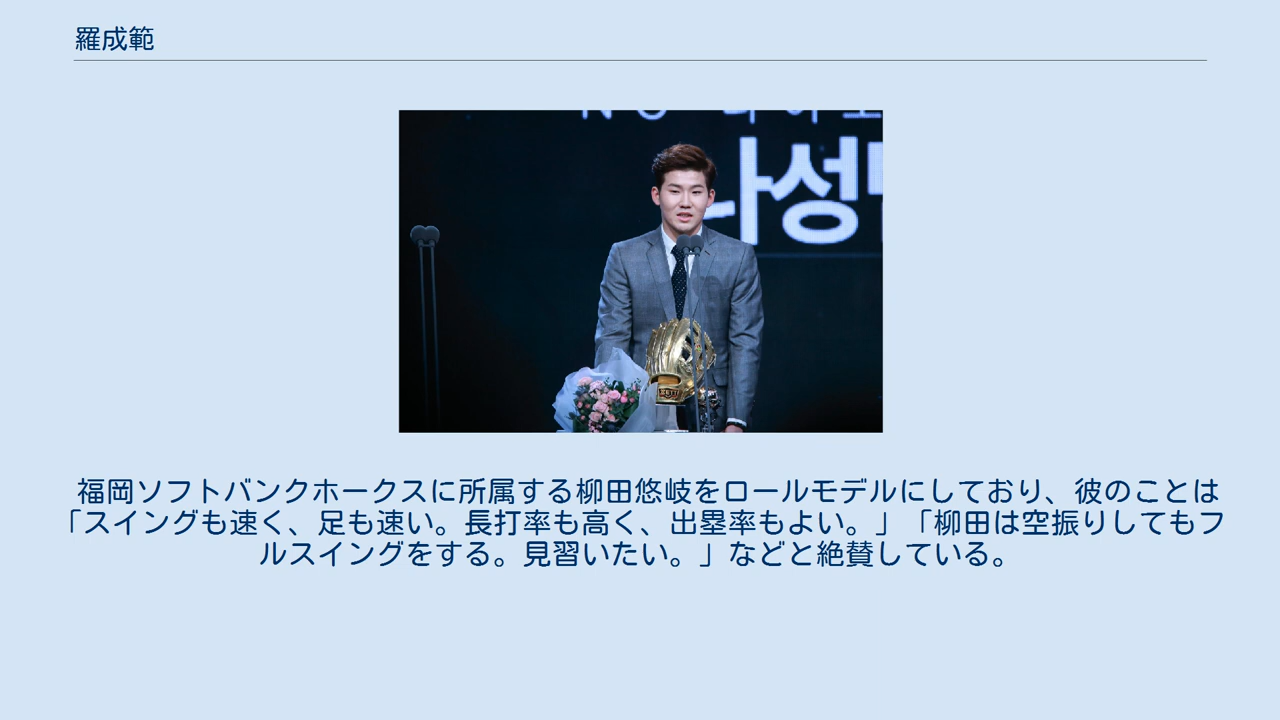 羅成範
나성
福岡ソフトバンクホークスに所属する柳田悠岐をロールモデルにしており、彼のことは
「スイングも速く、足も速い。長打率も高く、出塁率もよい。」「柳田は空振りしてもフ
ルスイングをする。見習いたい。」などと絶賛している。